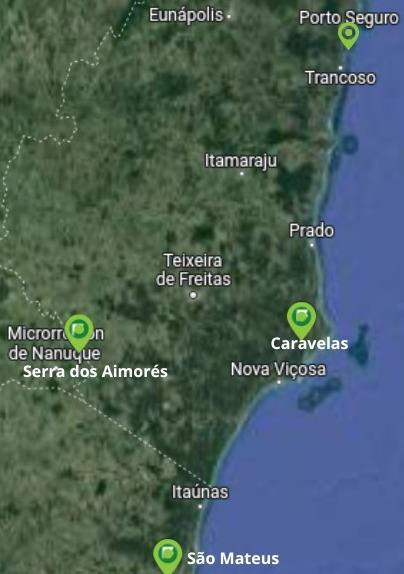 Eunápolis
Porto Seguro
Trancoso
Itamaraju
Prado
Teixeira
de Freitas
de Nanuque
Caravelas
Serra dos Aimorés
Nova Viçosa
Itaúnas
São Mateus